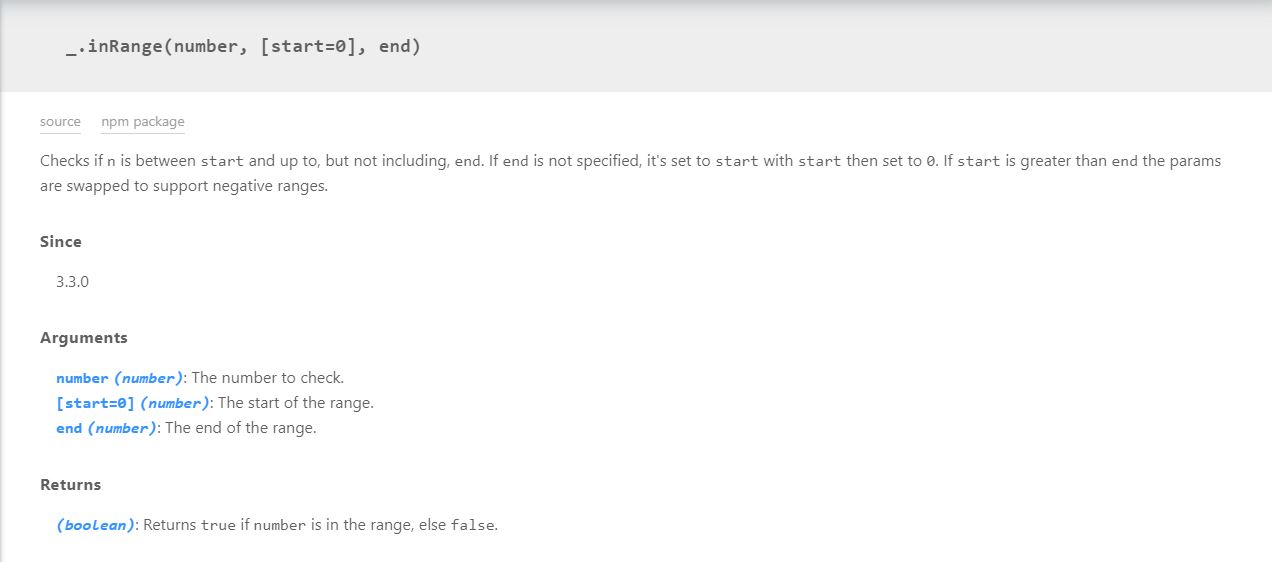 _.inRange(number, [start=0], end)
source npm package
Checks if n is between start and up to, but not including, end. If end is not specified, it's set to start with start then set to 0. If start is greater than end the params
are swapped to support negative ranges.
Since
3.3.0
Arguments
number (number): The number to check.
[start=0] (number): The start of the range.
end (number): The end of the range.
Returns
(boolean): Returns true if number is in the range, else false.